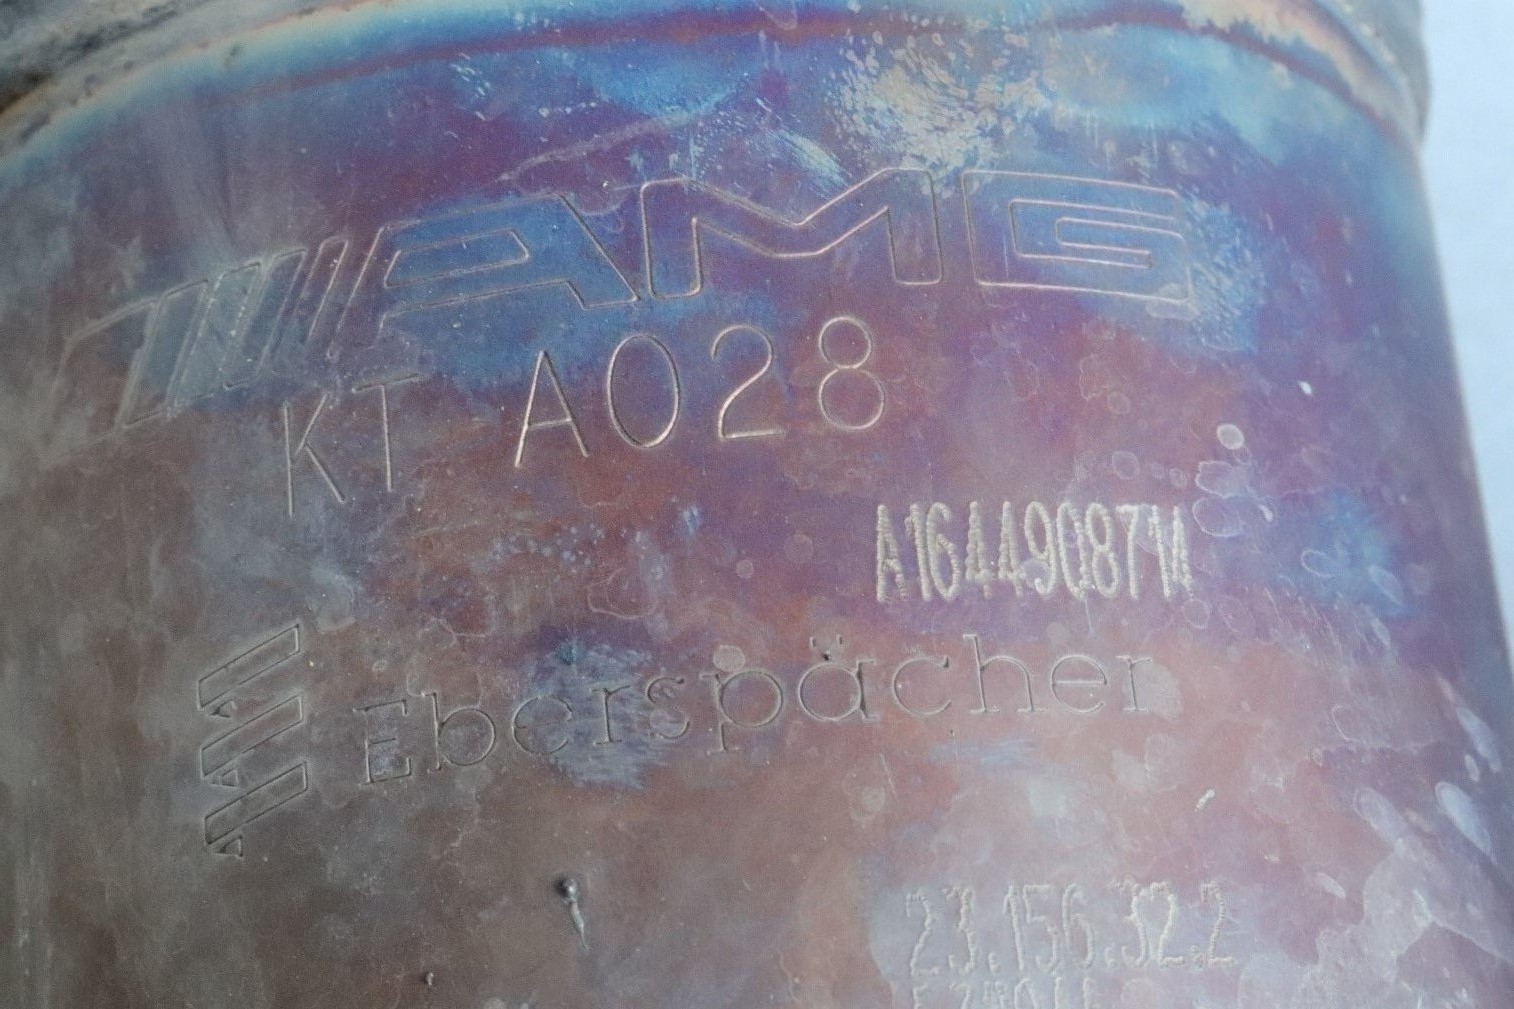 AMG
KT A028
A1644908714
Eberspächer
23.156.32.2